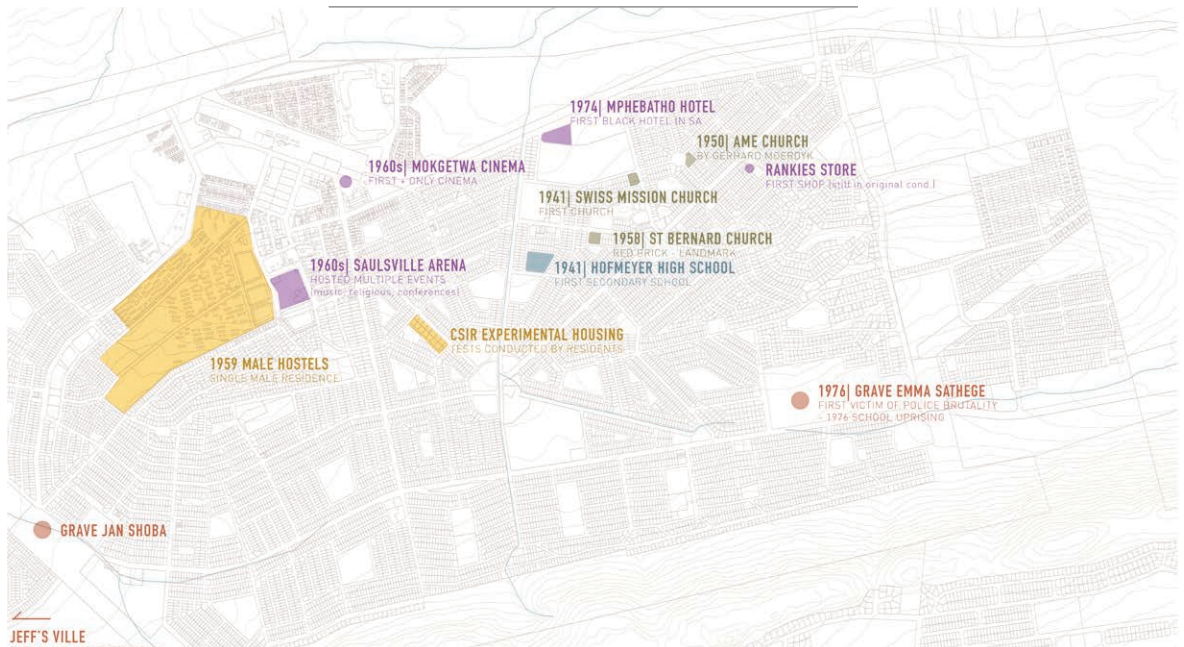 1974| MPHEBATHO HOTEL
FIRST BLACK HOTEL IN SA
1950| AME CHURCH
BY GERHARD MOERDYK
1960s| MOKGETWA CINEMA
FIRST + ONLY CINEMA
RANKIES STORE
FIRST SHOP (still in original cond.)
1941| SWISS MISSION CHURCH
FIRST CHURCH
1958| ST BERNARD CHURCH
RED BRICK - LANDMARK
1960s| SAULSVILLE ARENA
HOSTED MULTIPLE EVENTS
(music, religious, conferences)
1941| HOFMEYER HIGH SCHOOL
FIRST SECONDARY SCHOOL
CSIR EXPERIMENTAL HOUSING
TESTS CONDUCTED BY RESIDENTS
1959 MALE HOSTELS
SINGLE MALE RESIDENCE
1976| GRAVE EMMA SATHEGE
FIRST VICTIM OF POLICE BRUTALITY
- 1976 SCHOOL UPRISING
GRAVE JAN SHOBA
JEFF'S VILLE